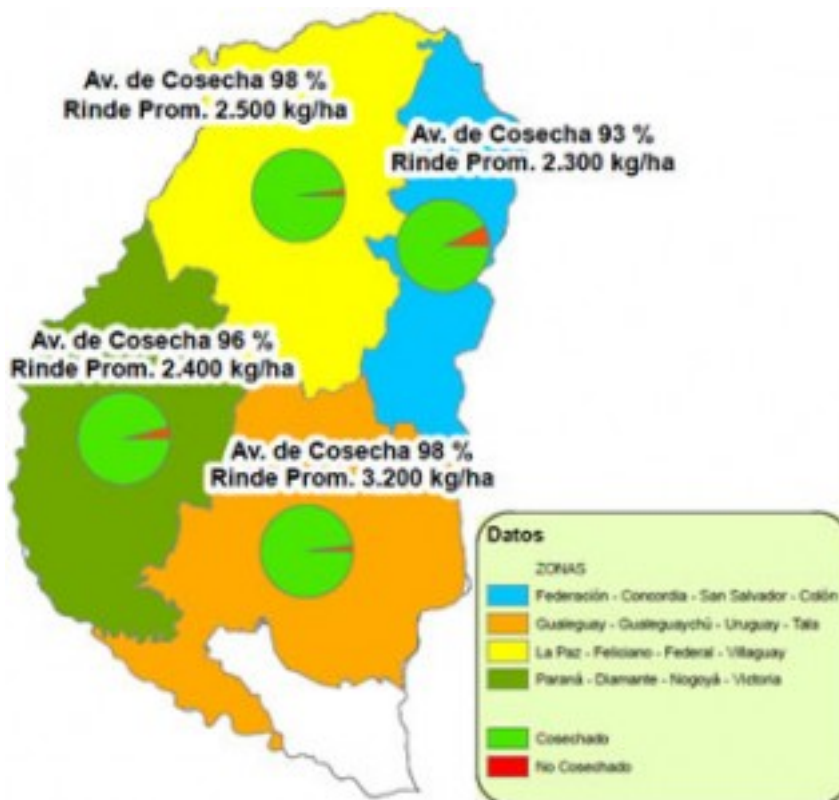 Av. de Cosecha 98 %
Rinde Prom. 2.500 kg/ha
Av. de Cosecha 93 %
Rinde Prom. 2.300 kg/ha
Av. de Cosecha 96 %
Rinde Prom. 2.400 kg/ha
Av. de Cosecha 98 %
Rinde Prom. 3.200 kg/ha
Datos
ZONAS
Federación - Concordia - San Salvador - Colón
Gualeguay - Gualeguaychú - Uruguay - Tala
La Paz - Feliciano - Federal - Villaguay
Paraná - Diamante - Nogoyá - Victoria
Cosechado
No Cosechado